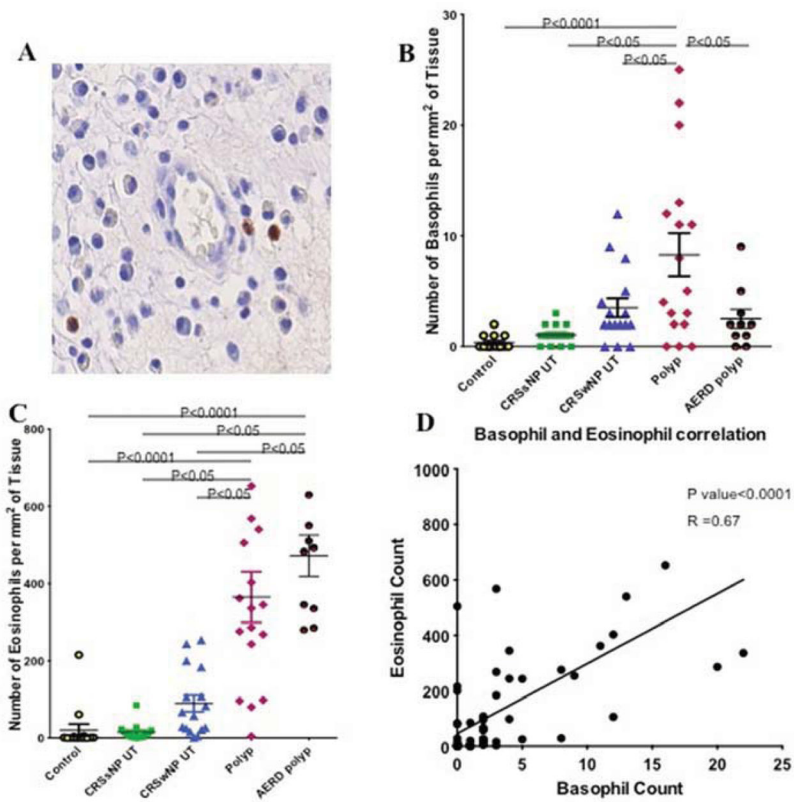 A
B
30
20
10
0
Number of Basophils per mm² of Tissue
P<0.0001
P<0.05
P<0.05
P<0.05
Control
CRSsNP UT
CRSwNP UT
Polyp
AERD polyp
C
800
600
400
200
0
Number of Eosinophils per mm² of Tissue
P<0.0001
P<0.05
P<0.05
P<0.0001
P<0.05
P<0.05
Control
CRSsNP UT
CRSwNP UT
Polyp
AERD polyp
D
Basophil and Eosinophil correlation
1000
800
600
400
200
0
Eosinophil Count
P value<0.0001
R =0.67
0
5
10
15
20
25
Basophil Count